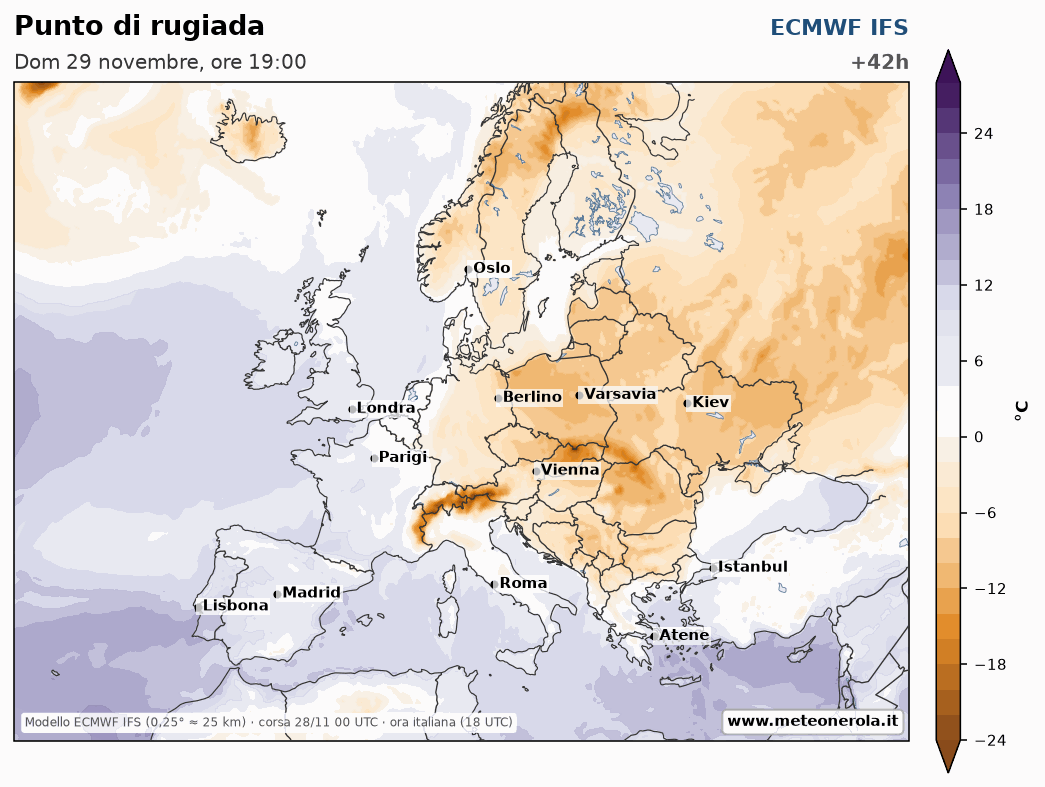 Punto di rugiada
ECMWF IFS
Dom 29 novembre, ore 19:00
+42h
24
18
12
6
0
−6
−12
−18
−24
°C
Oslo
Berlino
Varsavia
Kiev
Londra
Parigi
Vienna
Istanbul
Roma
Madrid
Lisbona
Atene
Modello ECMWF IFS (0,25° ≈ 25 km) · corsa 28/11 00 UTC · ora italiana (18 UTC)
www.meteonerola.it